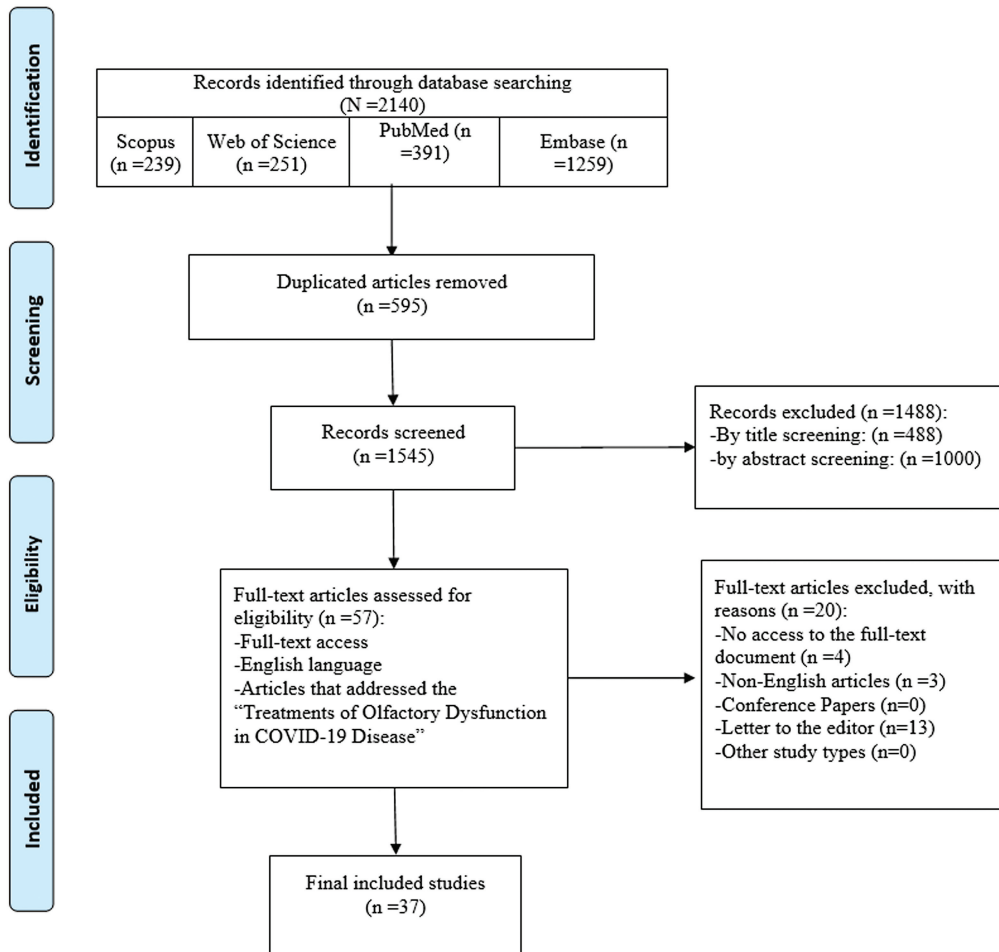 Identification
Records identified through database searching
(N =2140)
Scopus
(n =239)
Web of Science
(n =251)
PubMed (n
=391)
Embase (n
=1259)
Screening
Duplicated articles removed
(n =595)
Records screened
(n =1545)
Records excluded (n =1488):
-By title screening: (n =488)
-by abstract screening: (n =1000)
Eligibility
Full-text articles assessed for
eligibility (n =57):
-Full-text access
-English language
-Articles that addressed the
“Treatments of Olfactory Dysfunction
in COVID-19 Disease”
Full-text articles excluded, with
reasons (n =20):
-No access to the full-text
document (n =4)
-Non-English articles (n =3)
-Conference Papers (n=0)
-Letter to the editor (n=13)
-Other study types (n=0)
Included
Final included studies
(n =37)